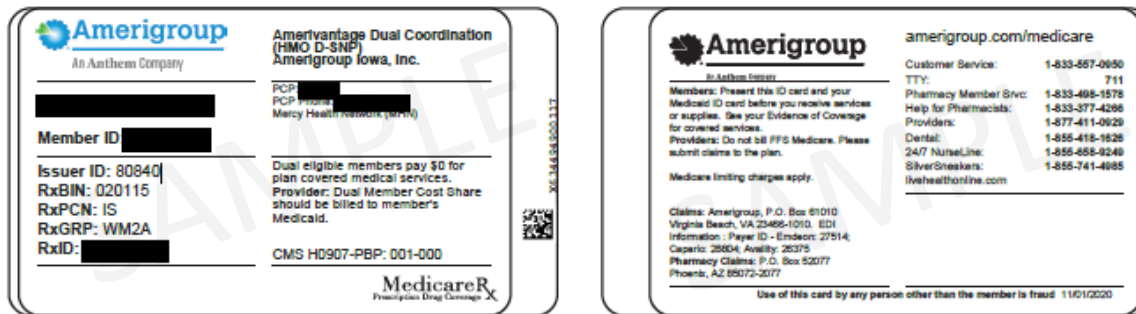 Amerigroup
An Anthem Company
Amerivantage Dual Coordination
(HMO D-SNP)
Amerigroup Iowa, Inc.
PCP:
PCP Phone:
Mercy Health Network (MHN)
Member ID:
Issuer ID: 80840
RxBIN: 020115
RxPCN: IS
RxGRP: WM2A
RxID:
Dual eligible members pay $0 for
plan covered medical services.
Provider: Dual Member Cost Share
should be billed to member's
Medicaid.
CMS H0907-PBP: 001-000
MedicareRx
Prescription Drug Coverage
SAMPLE
Amerigroup
An Anthem Company
Members: Present this ID card and your
Medicaid ID card before you receive services
or supplies. See your Evidence of Coverage
for covered services.
Providers: Do not bill FFS Medicare. Please
submit claims to the plan.
Medicare limiting charges apply.
Claims: Amerigroup, P.O. Box 61010
Virginia Beach, VA 23466-1010. EDI
Information : Payer ID - Emdeon: 27514;
Capario: 28804; Availity: 26375
Pharmacy Claims: P.O. Box 52077
Phoenix, AZ 85072-2077
amerigroup.com/medicare
Customer Service: 1-833-557-0950
TTY: 711
Pharmacy Member Srvc: 1-833-498-1578
Help for Pharmacists: 1-833-377-4266
Providers: 1-877-411-0929
Dental: 1-855-418-1626
24/7 NurseLine: 1-855-658-9249
SilverSneakers: 1-855-741-4985
livehealthonline.com
Use of this card by any person other than the member is fraud 11/01/2020
SAMPLE